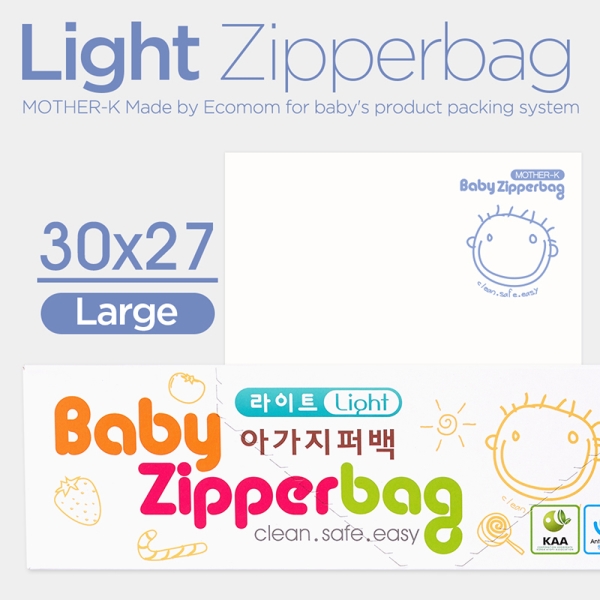 Light Zipperbag
MOTHER-K Made by Ecomom for baby's product packing system
MOTHER-K
Baby Zipperbag
clean.safe.easy
30x27
Large
라이트 Light
Baby
아가지퍼백
Zipperbag
clean.safe.easy
clean
KAA